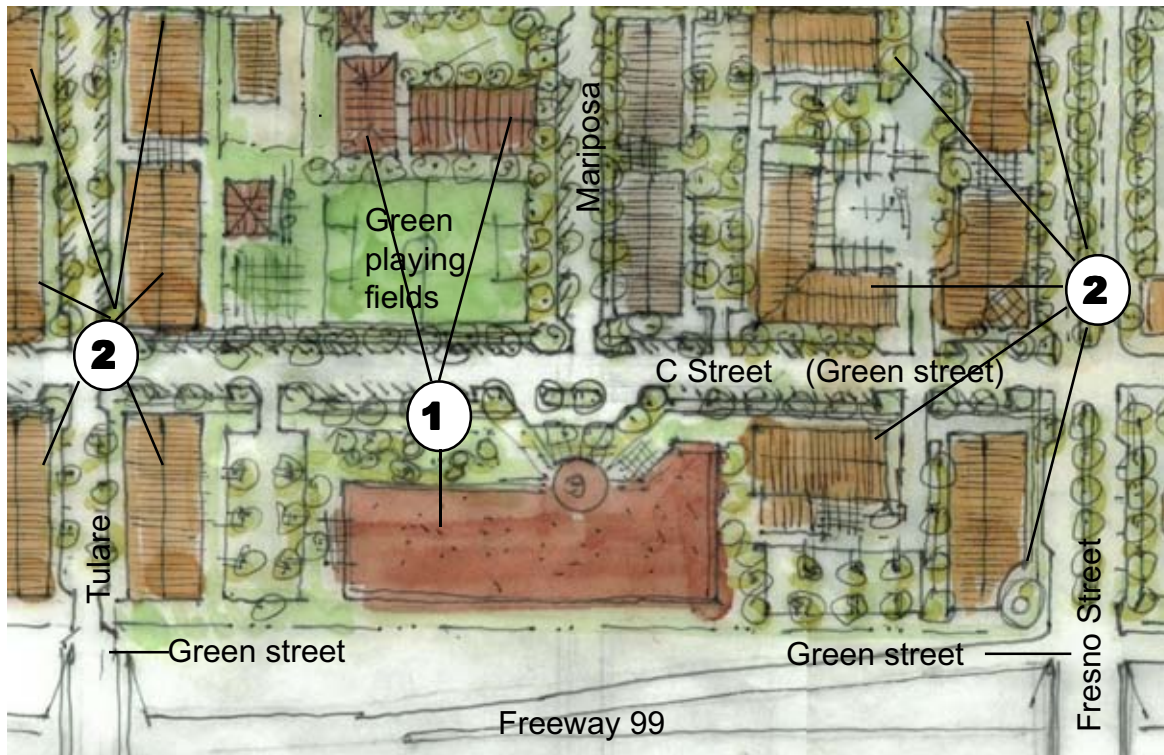 Mariposa
Green
playing
fields
2
2
C Street (Green street)
1
Tulare
Fresno Street
Green street
Green street
Freeway 99